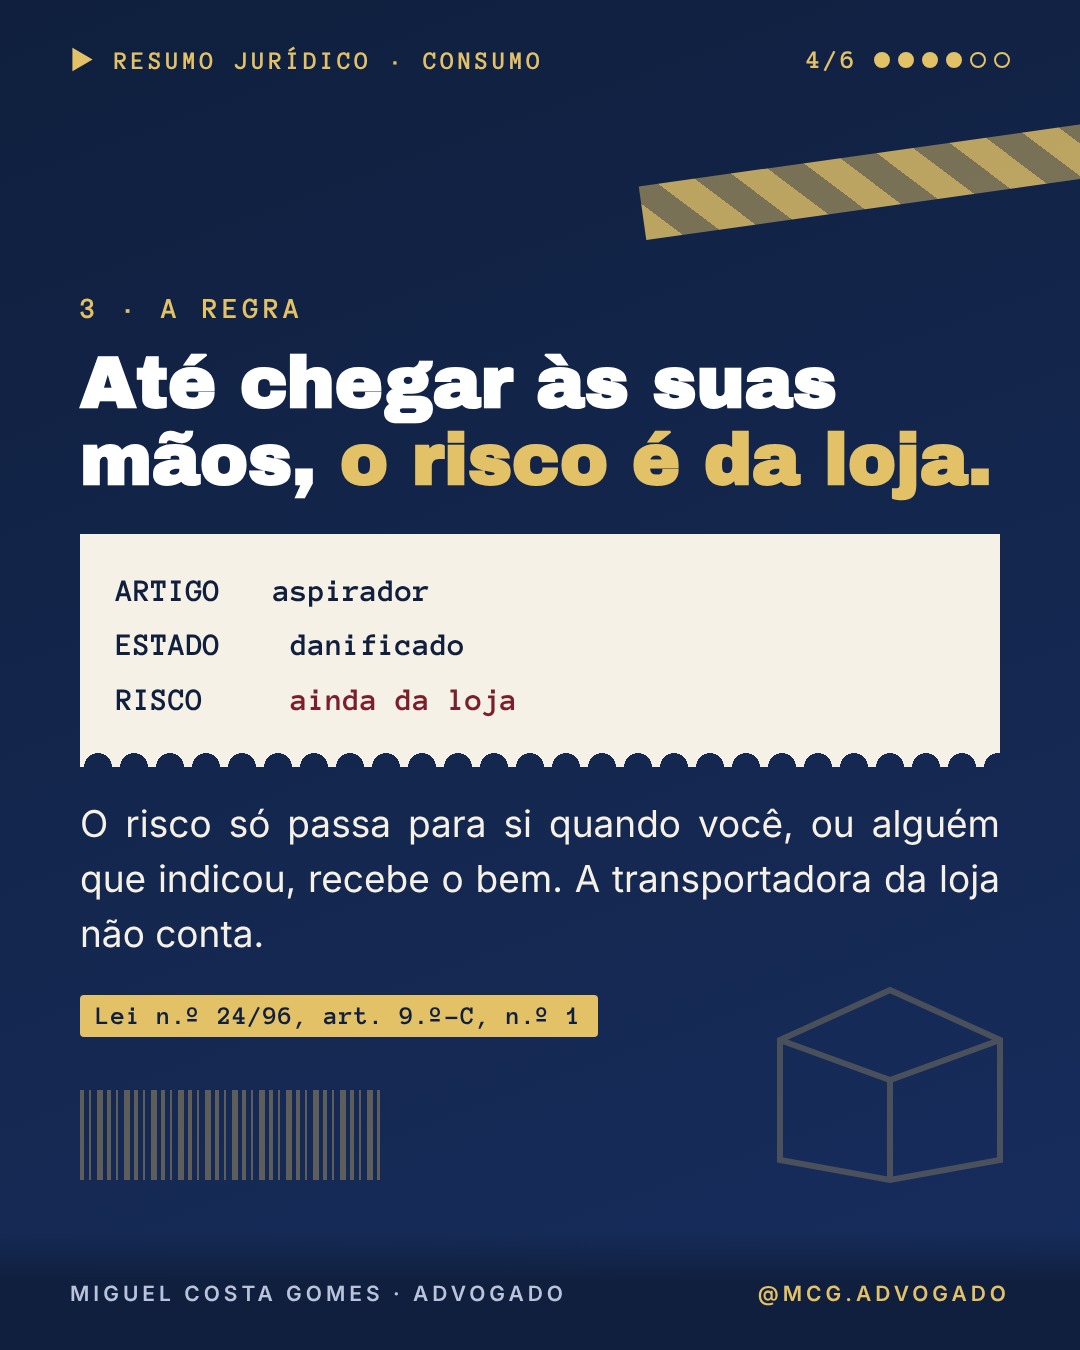 RESUMO JURÍDICO · CONSUMO
4/6
3 · A REGRA
Até chegar às suas
mãos, o risco é da loja.
ARTIGO aspirador
ESTADO danificado
RISCO ainda da loja
O risco só passa para si quando você, ou alguém
que indicou, recebe o bem. A transportadora da loja
não conta.
Lei n.º 24/96, art. 9.º-C, n.º 1
MIGUEL COSTA GOMES · ADVOGADO
@MCG.ADVOGADO